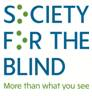 SOCIETY
FOR THE
BLIND
More than what you see